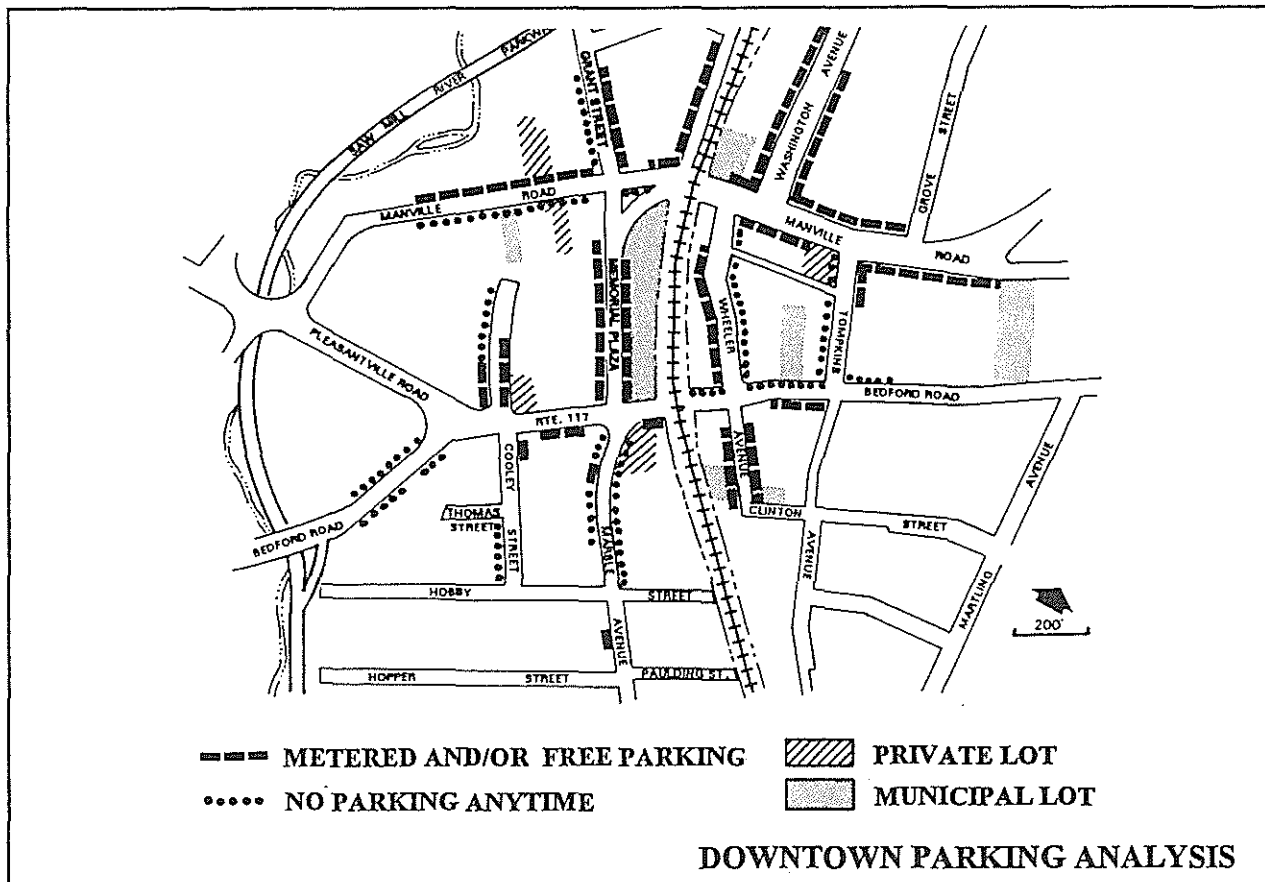 SAW MILL RIVER PARKW
GRANT STREET
WASHINGTON AVENUE
GROVE STREET
MANVILLE ROAD
MANVILLE ROAD
MEMORIAL PLAZA
WHEELER
TOMPKINS
PLEASANTVILLE ROAD
BEDFORD ROAD
RTE. 117
COOLEY STREET
AVENUE
CLINTON STREET
THOMAS
STREET
BEDFORD ROAD
MARBLE
AVENUE
AVENUE
MARTLING
HOBBY STREET
AVENUE
HOPPER STREET
PAULDING ST.
200'
METERED AND/OR FREE PARKING
PRIVATE LOT
NO PARKING ANYTIME
MUNICIPAL LOT
DOWNTOWN PARKING ANALYSIS